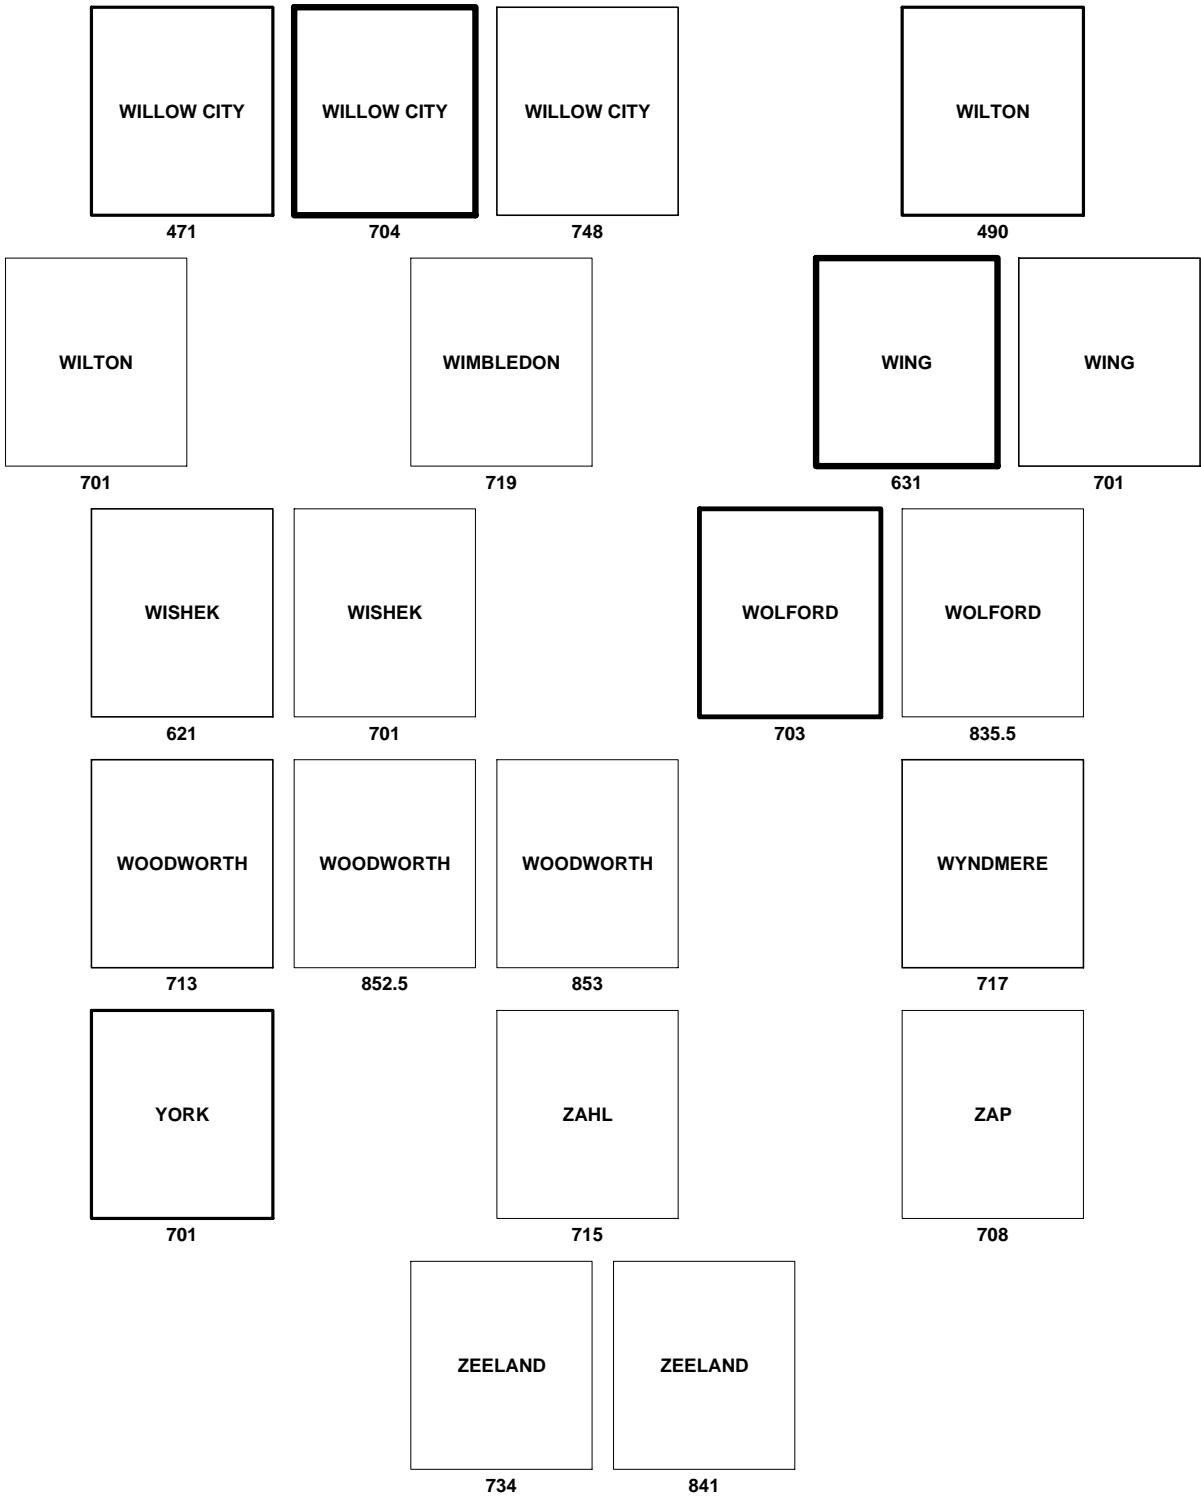 WILLOW CITY WILLOW CITY WILLOW CITY WILTON
471 704 748 490
WILTON WIMBLEDON WING WING
701 719 631 701
WISHEK WISHEK WOLFORD WOLFORD
621 701 703 835.5
WOODWORTH WOODWORTH WOODWORTH WYNDMERE
713 852.5 853 717
YORK ZAHL ZAP
701 715 708
ZEELAND ZEELAND
734 841